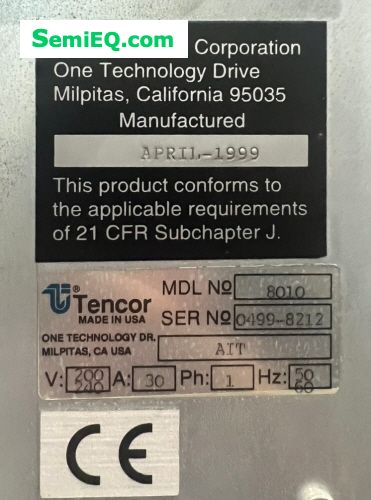 SemiEQ.com
Corporation
One Technology Drive
Milpitas, California 95035
Manufactured
APRIL-1999
This product conforms to
the applicable requirements
of 21 CFR Subchapter J.
® Tencor MDL Nº 8010
MADE IN USA SER Nº 0499-8212
ONE TECHNOLOGY DR.
MILPITAS, CA USA AIT
V: 200 240 A: 30 Ph: 1 Hz: 50 60
CE